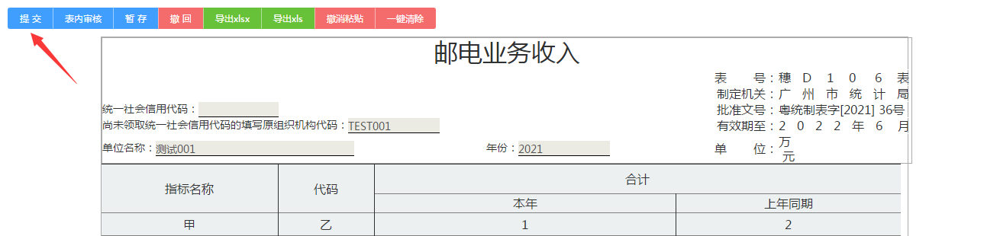 提 交 表内审核 暂 存 撤 回 导出xlsx 导出xls 撤消粘贴 一键清除
邮电业务收入
表 号：穗 D 1 0 6 表
制定机关：广 州 市 统 计 局
统一社会信用代码：
批准文号：粤统制表字[2021] 36号
尚未领取统一社会信用代码的填写原组织机构代码：TEST001
有效期至：2 0 2 2 年 6 月
单位名称：测试001 年份：2021
单 位：万 元
指标名称 代码 合计
本年 上年同期
甲 乙 1 2